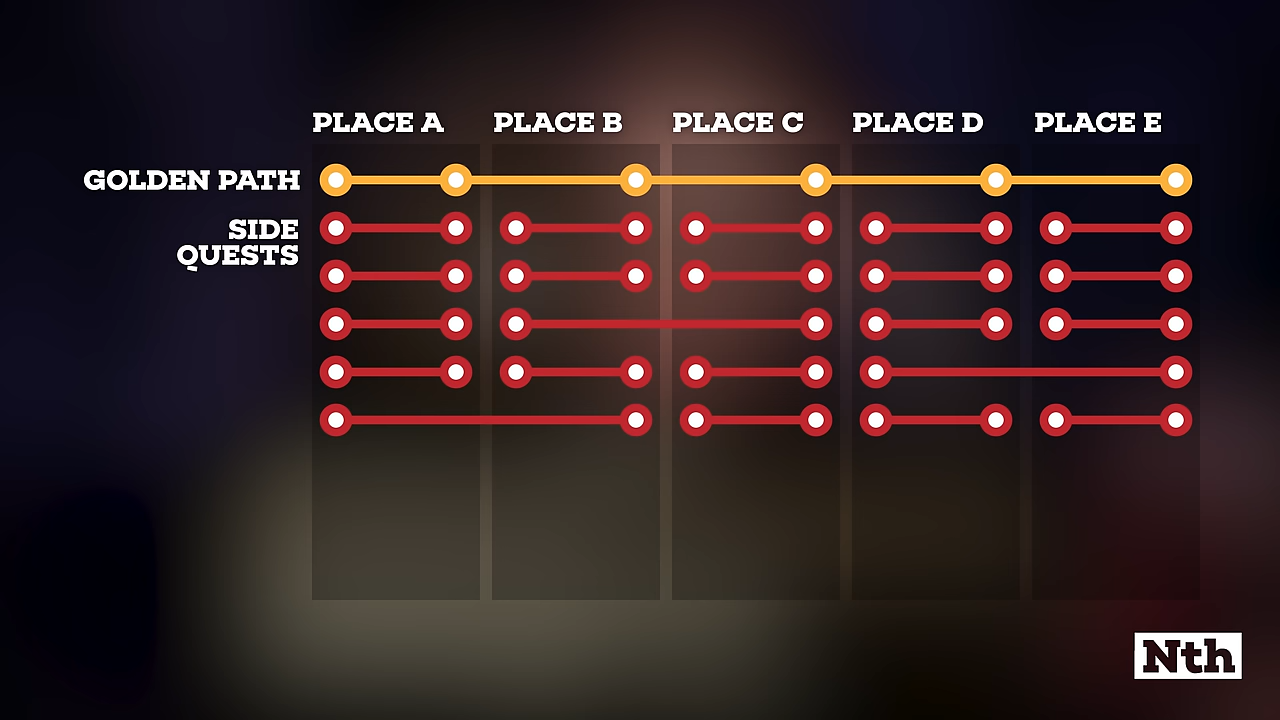 PLACE A PLACE B PLACE C PLACE D PLACE E
GOLDEN PATH
SIDE
QUESTS
Nth